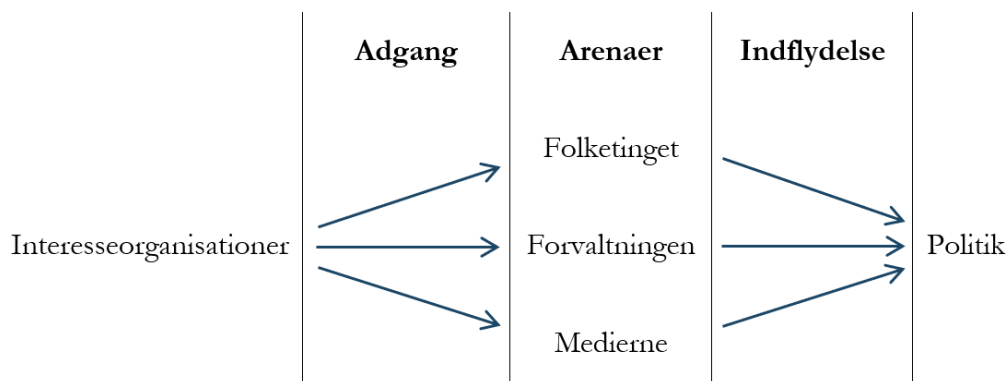 Adgang Arenaer Indflydelse
Folketinget
Interesseorganisationer Forvaltningen Politik
Medierne